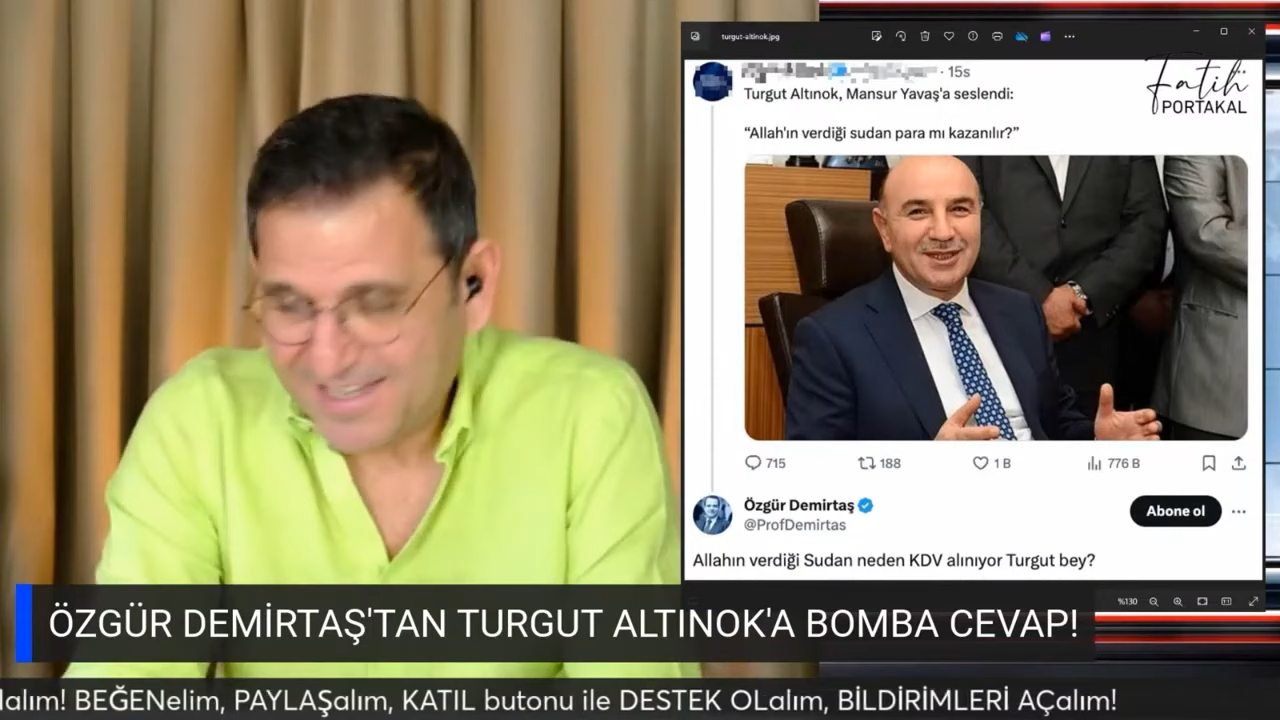 turgut-altinok.jpg
· 15s
Fatih
PORTAKAL
Turgut Altınok, Mansur Yavaş'a seslendi:
“Allah'ın verdiği sudan para mı kazanılır?”
715 188 1 B 776 B
Özgür Demirtaş
Abone ol
@ProfDemirtas
Allahın verdiği Sudan neden KDV alınıyor Turgut bey?
%130
ÖZGÜR DEMİRTAŞ'TAN TURGUT ALTINOK'A BOMBA CEVAP!
lalım! BEĞENelim, PAYLAŞalım, KATIL butonu ile DESTEK OLalım, BİLDİRİMLERİ AÇalım!